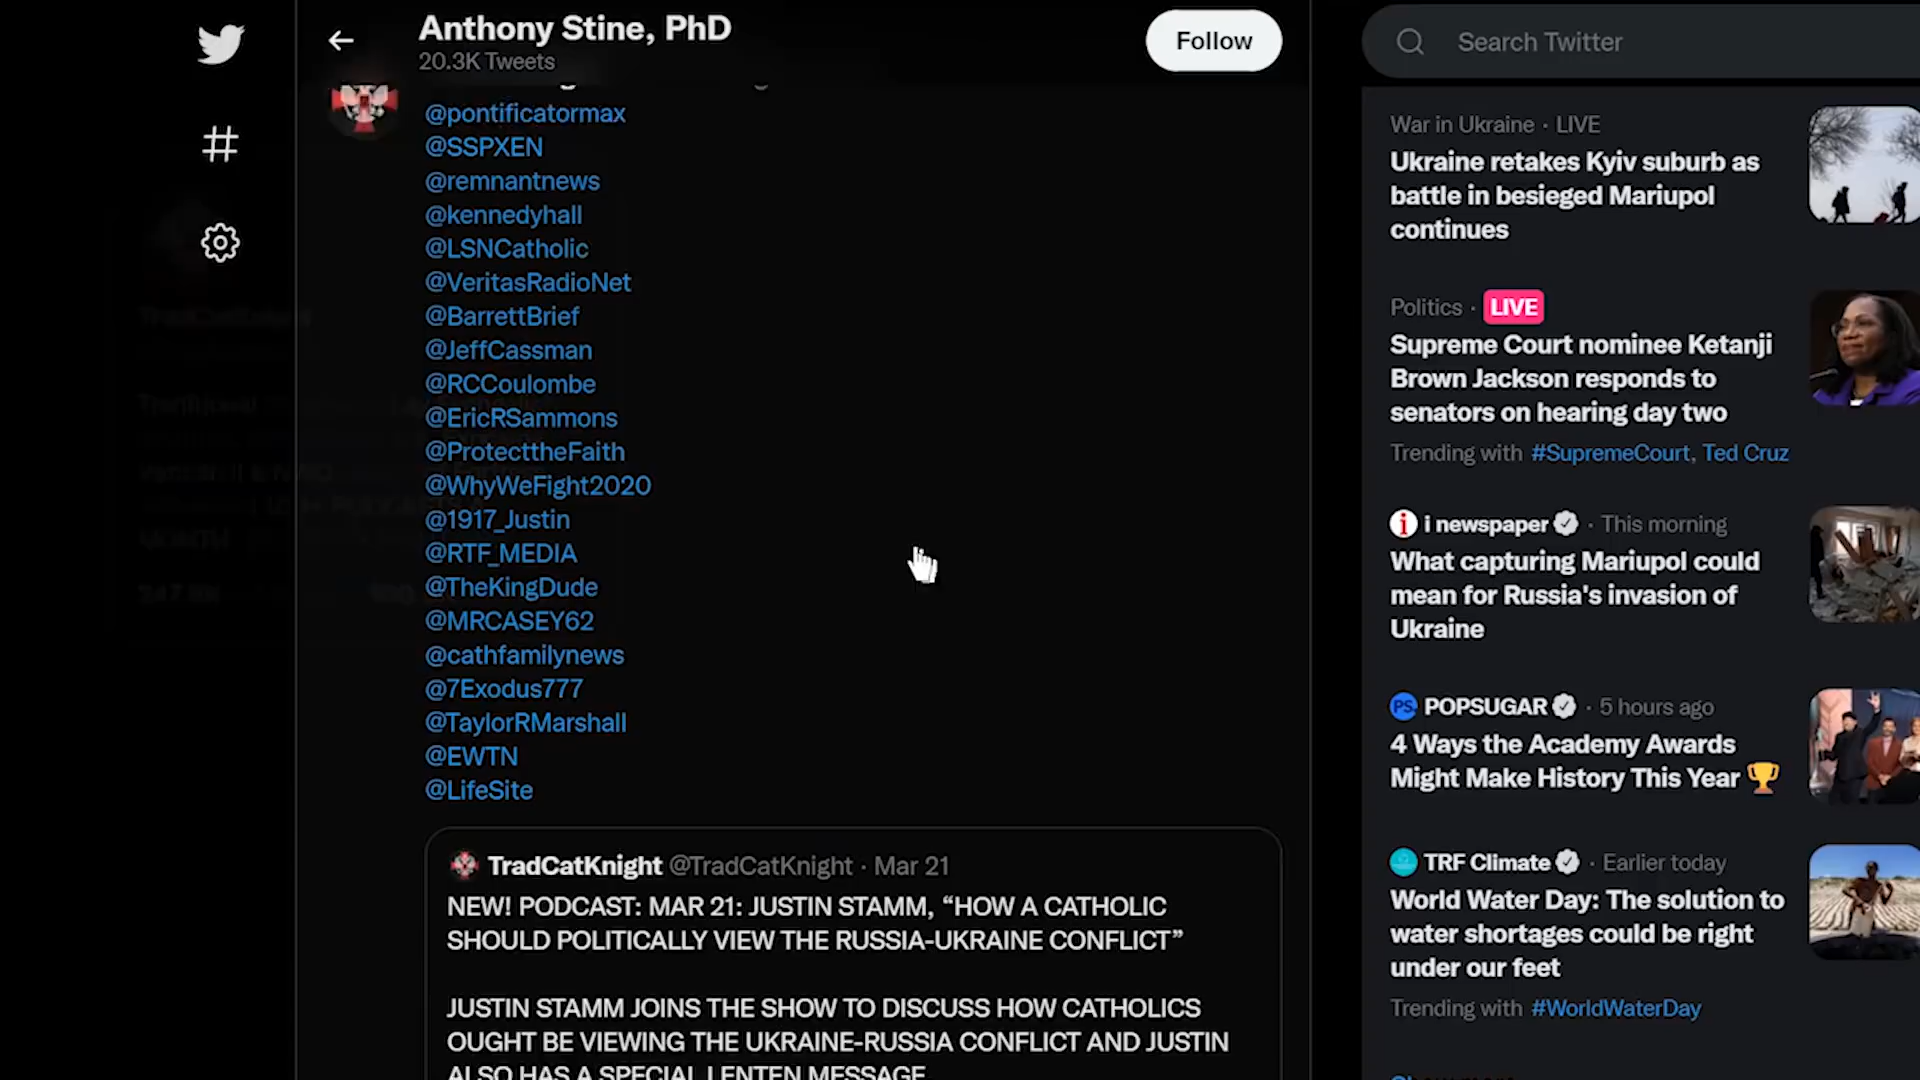 Anthony Stine, PhD
20.3K Tweets
Follow
@pontificatormax
@SSPXEN
@remnantnews
@kennedyhall
@LSNCatholic
@VeritasRadioNet
@BarrettBrief
@JeffCassman
@RCCoulombe
@EricRSammons
@ProtecttheFaith
@WhyWeFight2020
@1917_Justin
@RTF_MEDIA
@TheKingDude
@MRCASEY62
@cathfamilynews
@7Exodus777
@TaylorRMarshall
@EWTN
@LifeSite
TradCatKnight @TradCatKnight · Mar 21
NEW! PODCAST: MAR 21: JUSTIN STAMM, “HOW A CATHOLIC
SHOULD POLITICALLY VIEW THE RUSSIA-UKRAINE CONFLICT”
JUSTIN STAMM JOINS THE SHOW TO DISCUSS HOW CATHOLICS
OUGHT BE VIEWING THE UKRAINE-RUSSIA CONFLICT AND JUSTIN
ALSO HAS A SPECIAL LENTEN MESSAGE
Search Twitter
War in Ukraine · LIVE
Ukraine retakes Kyiv suburb as
battle in besieged Mariupol
continues
Politics · LIVE
Supreme Court nominee Ketanji
Brown Jackson responds to
senators on hearing day two
Trending with #SupremeCourt, Ted Cruz
i newspaper · This morning
What capturing Mariupol could
mean for Russia's invasion of
Ukraine
PS POPSUGAR · 5 hours ago
4 Ways the Academy Awards
Might Make History This Year 🏆
TRF Climate · Earlier today
World Water Day: The solution to
water shortages could be right
under our feet
Trending with #WorldWaterDay